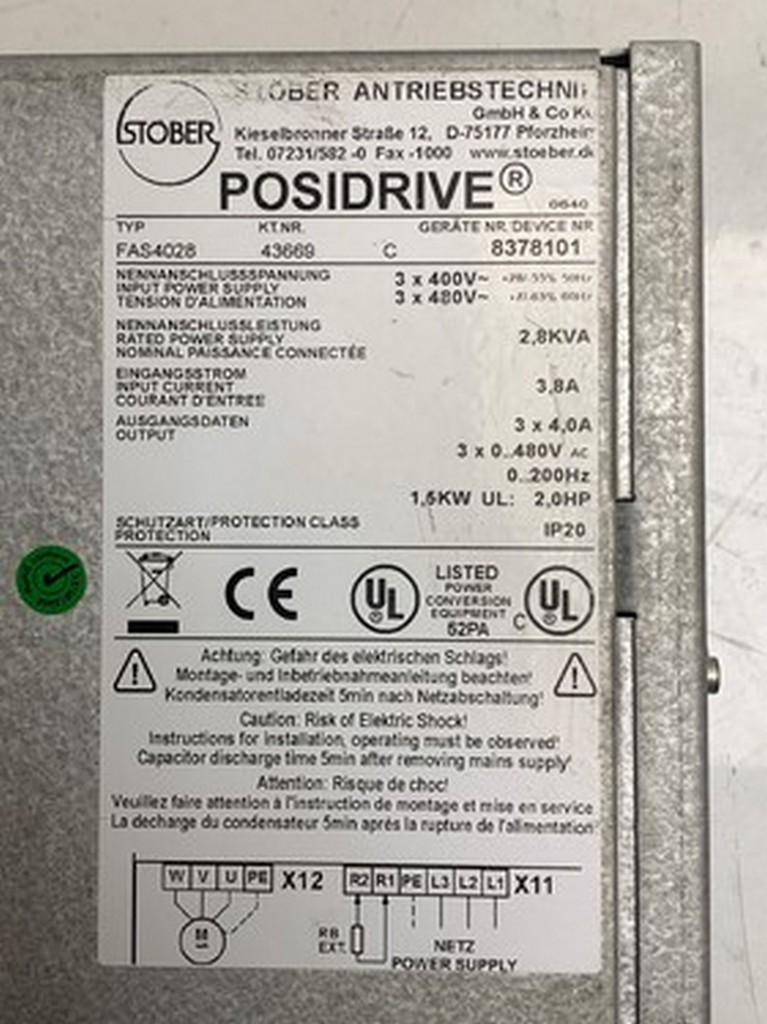 STÖBER ANTRIEBSTECHNI
GmbH & Co K
STOBER
Kieselbronner Straße 12, D-75177 Pforzheim
Tel. 07231/582 -0 Fax -1000 www.stoeber.d
POSIDRIVE®
0640
TYP KT.NR. GERÄTE NR. DEVICE NR
FAS4028 43669 C 8378101
NENNANSCHLUSSSPANNUNG
INPUT POWER SUPPLY
TENSION D'ALIMENTATION
3 x 400V~
3 x 480V~
NENNANSCHLUSSLEISTUNG
RATED POWER SUPPLY
NOMINAL PAISSANCE CONNECTÉE
2,8KVA
EINGANGSSTROM
INPUT CURRENT
COURANT D'ENTREE
3,8A
AUSGANGSDATEN
OUTPUT
3 x 4,0A
3 x 0..480V AC
0..200Hz
1,5KW UL: 2,0HP
SCHUTZART/PROTECTION CLASS
PROTECTION
IP20
CE
UL
LISTED
POWER
CONVERSION
EQUIPMENT
52PA
C UL
Achtung: Gefahr des elektrischen Schlags!
Montage- und Inbetriebnahmeanleitung beachten!
Kondensatorentladezeit 5min nach Netzabschaltung!
Caution: Risk of Elektric Shock!
Instructions for installation, operating must be observed!
Capacitor discharge time 5min after removing mains supply!
Attention: Risque de choc!
Veuillez faire attention à l'instruction de montage et mise en service
La decharge du condensateur 5min après la rupture de l'alimentation
W V U PE X12 R2 R1 PE L3 L2 L1 X11
RB
EXT.
NETZ
POWER SUPPLY